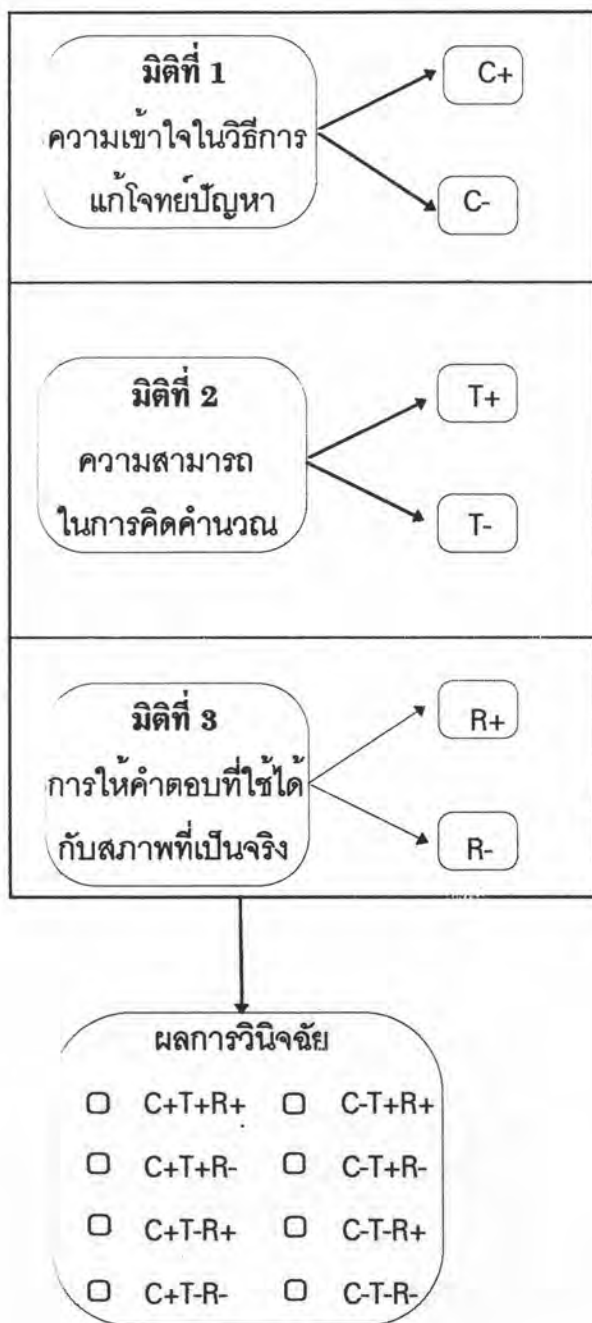 มิติที่ 1
ความเข้าใจในวิธีการ
แก้โจทย์ปัญหา
C+
C-
มิติที่ 2
ความสามารถ
ในการคิดคำนวณ
T+
T-
มิติที่ 3
การให้คำตอบที่ใช้ได้
กับสภาพที่เป็นจริง
R+
R-
ผลการวินิจฉัย
C+T+R+ C-T+R+
C+T+R- C-T+R-
C+T-R+ C-T-R+
C+T-R- C-T-R-